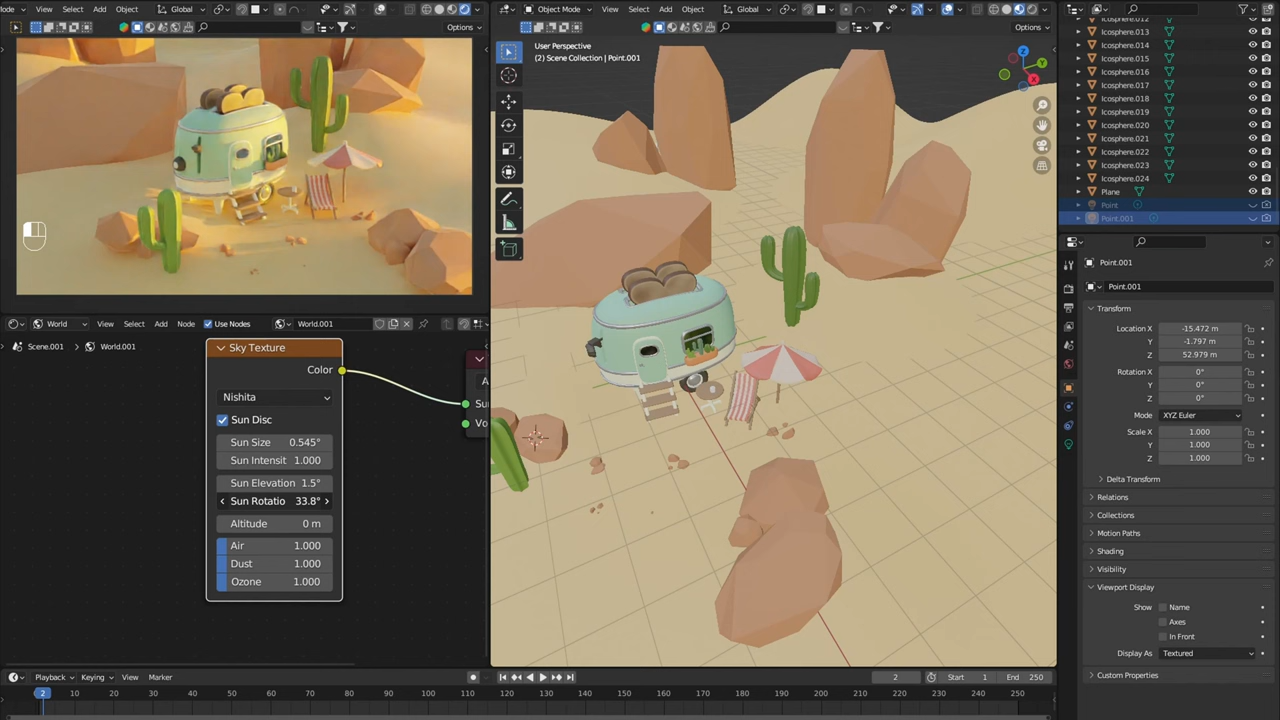 Mode View Select Add Object Global
Options
Object Mode View Select Add Object Global
Options
User Perspective
(2) Scene Collection | Point.001
X
Y
Z
World View Select Add Node Use Nodes World.001
Scene.001 > World.001
Sky Texture
Color
Nishita
Sun Disc
Sun Size 0.545°
Sun Intensit 1.000
Sun Elevation 1.5°
Sun Rotatio 33.8°
Altitude 0 m
Air 1.000
Dust 1.000
Ozone 1.000
A
Sur
Vo
Icosphere.012
Icosphere.013
Icosphere.014
Icosphere.015
Icosphere.016
Icosphere.017
Icosphere.018
Icosphere.019
Icosphere.020
Icosphere.021
Icosphere.022
Icosphere.023
Icosphere.024
Plane
Point
Point.001
Point.001
Point.001
Transform
Location X -15.472 m
Y -1.797 m
Z 52.979 m
Rotation X 0°
Y 0°
Z 0°
Mode XYZ Euler
Scale X 1.000
Y 1.000
Z 1.000
Delta Transform
Relations
Collections
Motion Paths
Shading
Visibility
Viewport Display
Show Name
Axes
In Front
Display As Textured
Custom Properties
Playback Keying View Marker
2 Start 1 End 250
2 10 20 30 40 50 60 70 80 90 100 110 120 130 140 150 160 170 180 190 200 210 220 230 240 250